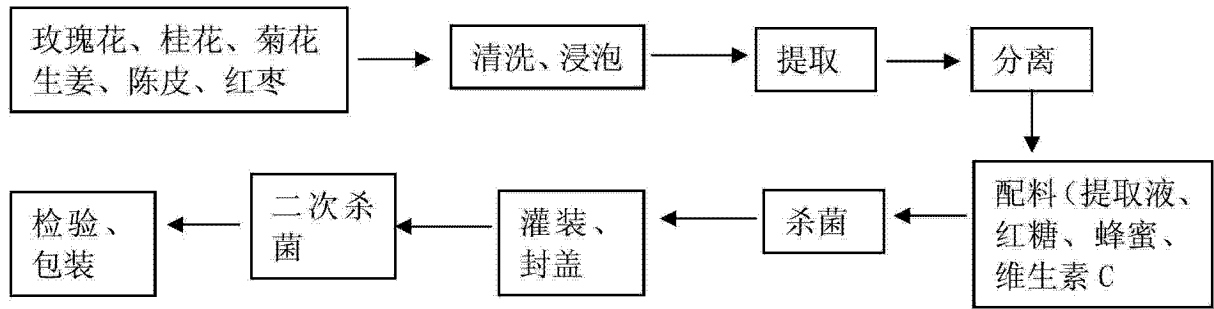 玫瑰花、桂花、菊花
生姜、陈皮、红枣
清洗、浸泡
提取
分离
配料（提取液、
红糖、蜂蜜、
维生素 C
杀菌
灌装、
封盖
二次杀
菌
检验、
包装